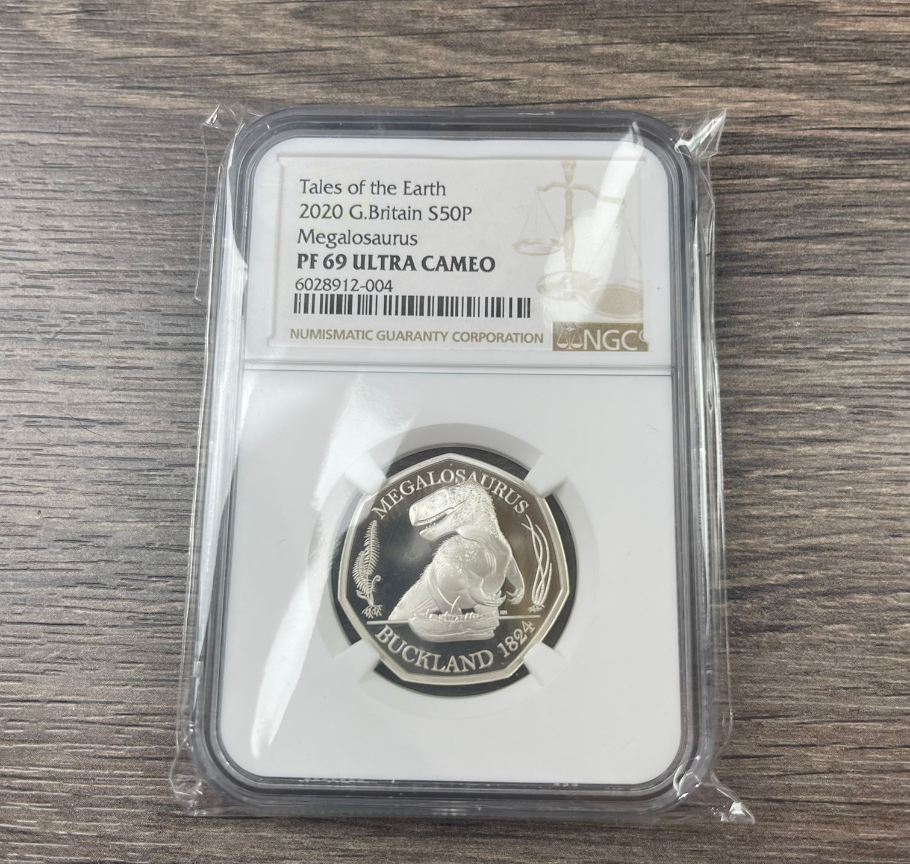 Tales of the Earth
2020 G.Britain S50P
Megalosaurus
PF 69 ULTRA CAMEO
6028912-004
NUMISMATIC GUARANTY CORPORATION
NGC
MEGALOSAURUS
BUCKLAND 1824